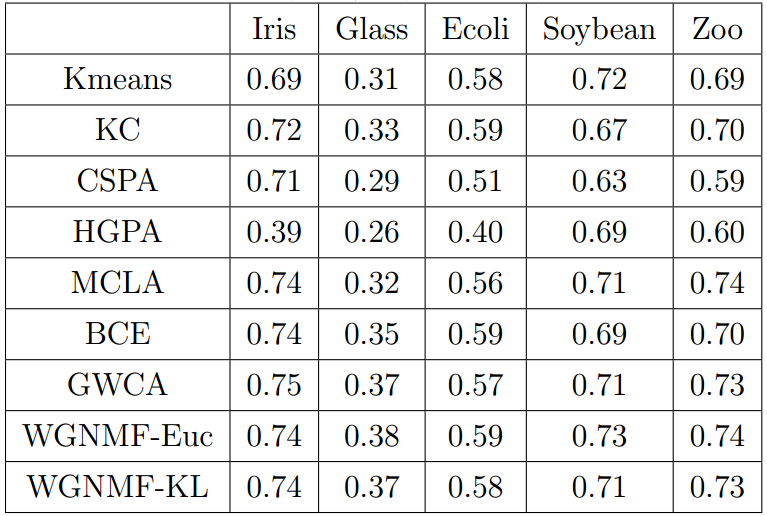 Iris Glass Ecoli Soybean Zoo
Kmeans 0.69 0.31 0.58 0.72 0.69
KC 0.72 0.33 0.59 0.67 0.70
CSPA 0.71 0.29 0.51 0.63 0.59
HGPA 0.39 0.26 0.40 0.69 0.60
MCLA 0.74 0.32 0.56 0.71 0.74
BCE 0.74 0.35 0.59 0.69 0.70
GWCA 0.75 0.37 0.57 0.71 0.73
WGNMF-Euc 0.74 0.38 0.59 0.73 0.74
WGNMF-KL 0.74 0.37 0.58 0.71 0.73